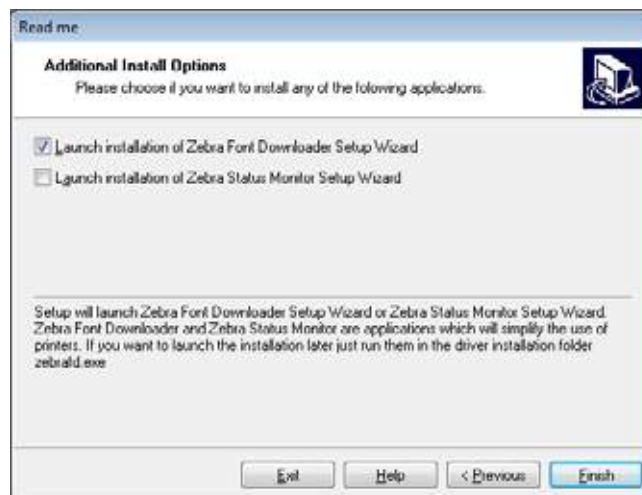 Read me
Additional Install Options
Please choose if you want to install any of the following applications.
Launch installation of Zebra Font Downloader Setup Wizard
Launch installation of Zebra Status Monitor Setup Wizard
Setup will launch Zebra Font Downloader Setup Wizard or Zebra Status Monitor Setup Wizard.
Zebra Font Downloader and Zebra Status Monitor are applications which will simplify the use of
printers. If you want to launch the installation later just run them in the driver installation folder
zebrafd.exe
Exit
Help
< Previous
Finish